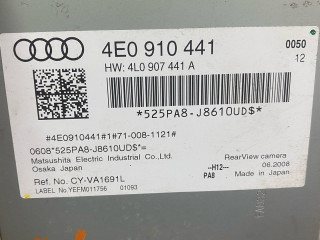 4E0 910 441
0050
HW: 4L0 907 441 A
12
*525PA8-J8610UD$*
#4E0910441#1#71-008-1121#
0608*525PA8-J8610UD$*=
Matsushita Electric Industrial Co.,Ltd.
Osaka Japan
RearView camera
--H12---
06.2006
Ref. No. CY-VA1691L
PA8
Made in Japan
LABEL No.YEFM011756
01093